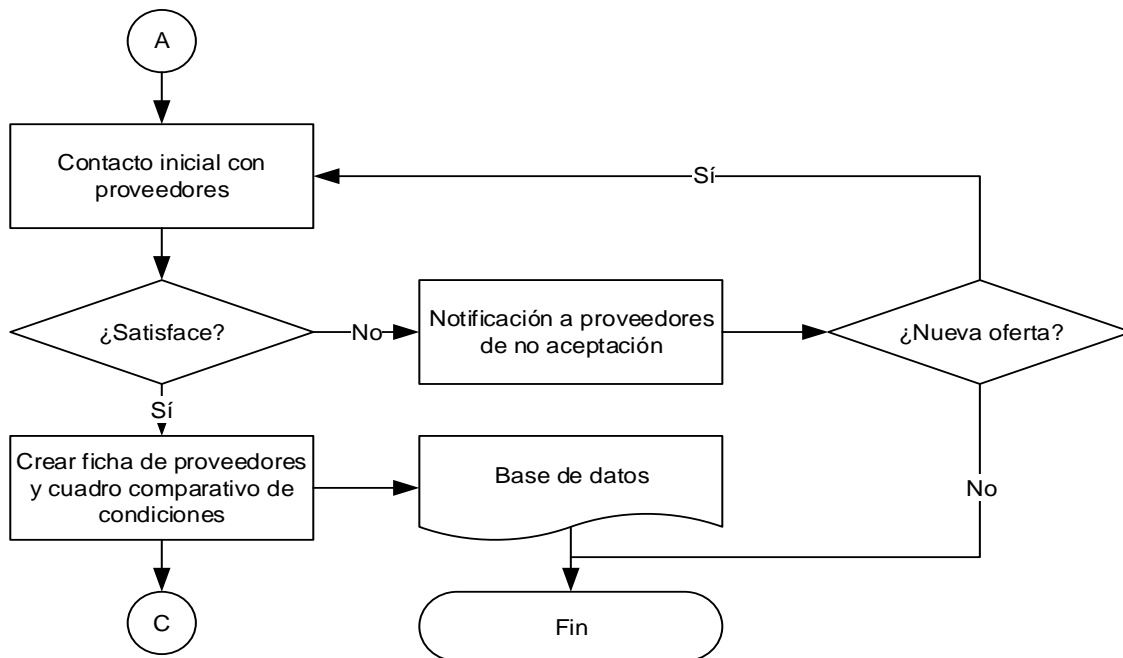 A
Contacto inicial con
proveedores
Sí
¿Satisface?
No
Notificación a proveedores
de no aceptación
¿Nueva oferta?
Sí
Crear ficha de proveedores
y cuadro comparativo de
condiciones
Base de datos
No
C
Fin